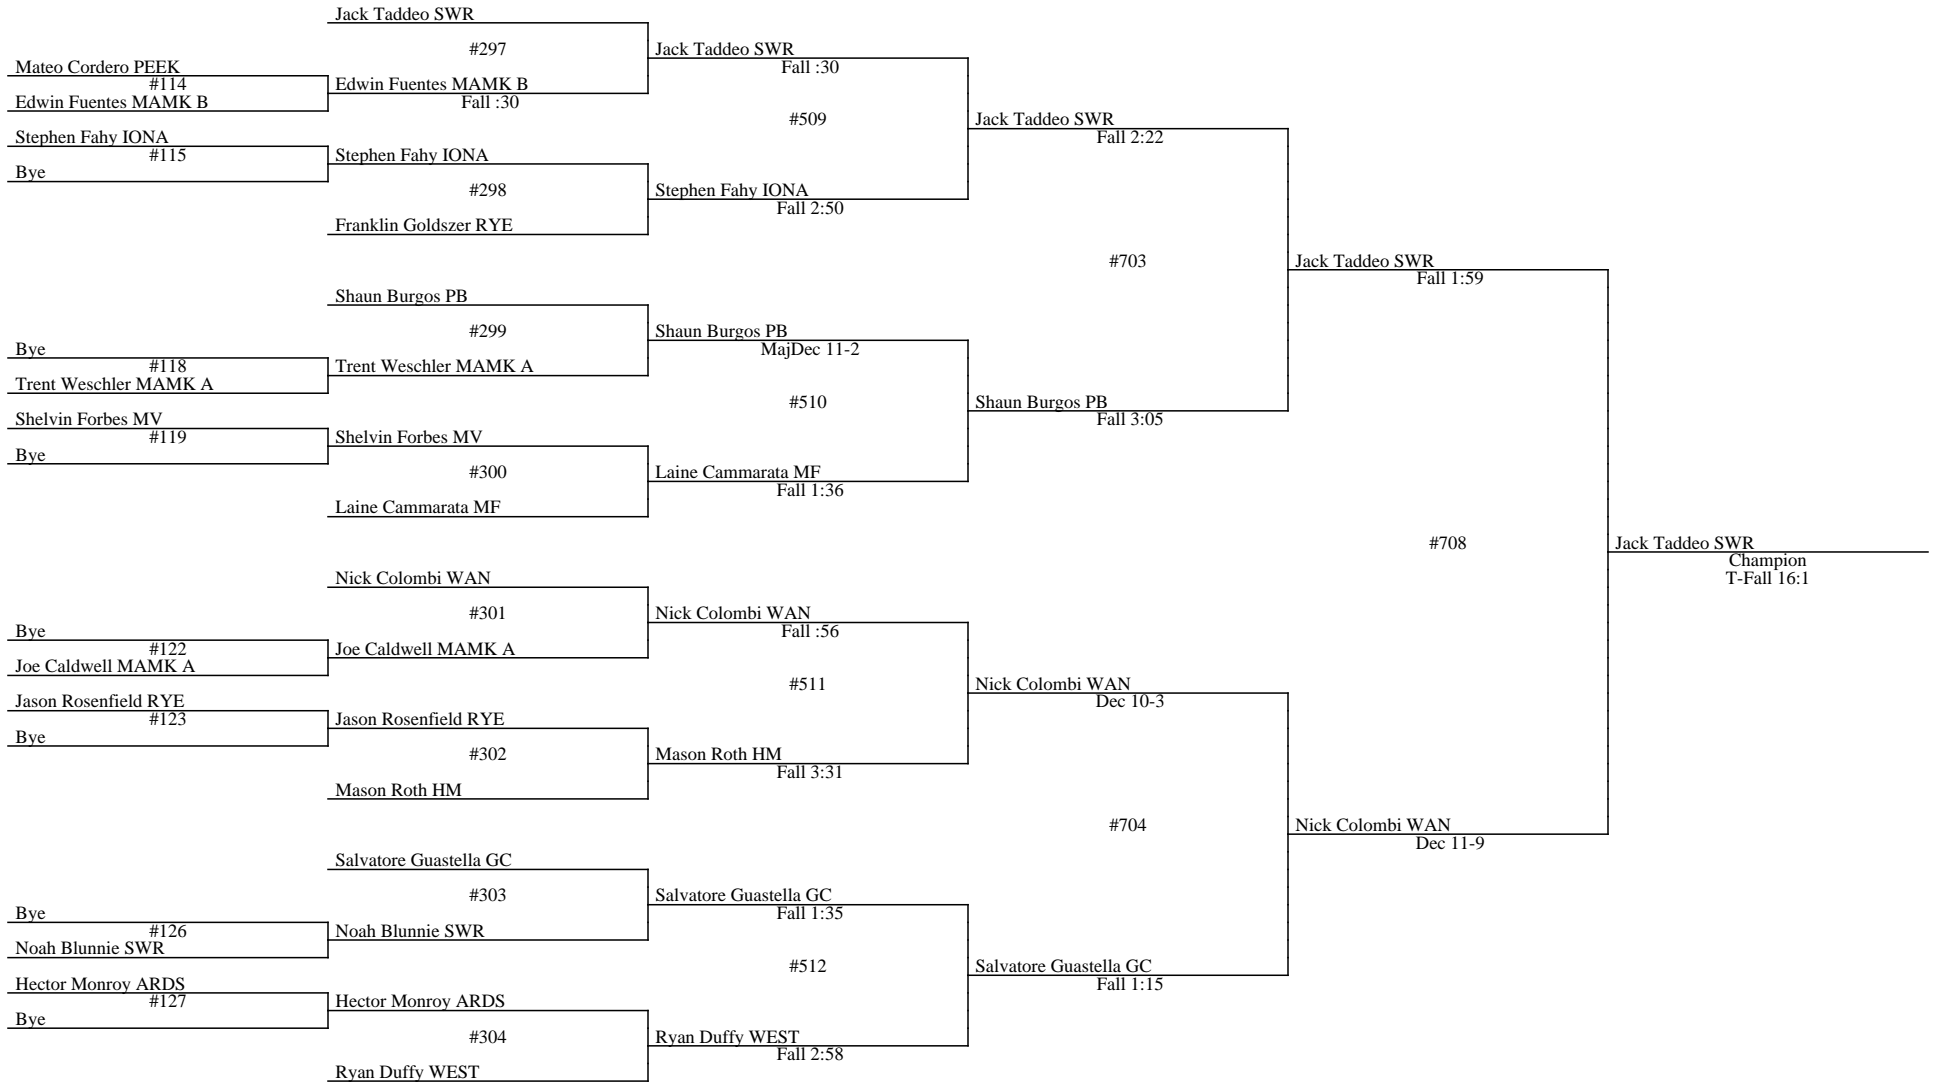 Jack Taddeo SWR
#297
Jack Taddeo SWR
Mateo Cordero PEEK
Fall :30
#114
Edwin Fuentes MAMK B
Edwin Fuentes MAMK B
Fall :30
#509
Jack Taddeo SWR
Stephen Fahy IONA
Fall 2:22
#115
Stephen Fahy IONA
Bye
#298
Stephen Fahy IONA
Fall 2:50
Franklin Goldszer RYE
#703
Jack Taddeo SWR
Fall 1:59
Shaun Burgos PB
#299
Shaun Burgos PB
Bye
MajDec 11-2
#118
Trent Weschler MAMK A
Trent Weschler MAMK A
#510
Shaun Burgos PB
Shelvin Forbes MV
Fall 3:05
#119
Shelvin Forbes MV
Bye
#300
Laine Cammarata MF
Fall 1:36
Laine Cammarata MF
#708
Jack Taddeo SWR
Champion
T-Fall 16:1
Nick Colombi WAN
#301
Nick Colombi WAN
Bye
Fall :56
#122
Joe Caldwell MAMK A
Joe Caldwell MAMK A
#511
Nick Colombi WAN
Jason Rosenfield RYE
Dec 10-3
#123
Jason Rosenfield RYE
Bye
#302
Mason Roth HM
Fall 3:31
Mason Roth HM
#704
Nick Colombi WAN
Dec 11-9
Salvatore Guastella GC
#303
Salvatore Guastella GC
Bye
Fall 1:35
#126
Noah Blunnie SWR
Noah Blunnie SWR
#512
Salvatore Guastella GC
Hector Monroy ARDS
Fall 1:15
#127
Hector Monroy ARDS
Bye
#304
Ryan Duffy WEST
Fall 2:58
Ryan Duffy WEST